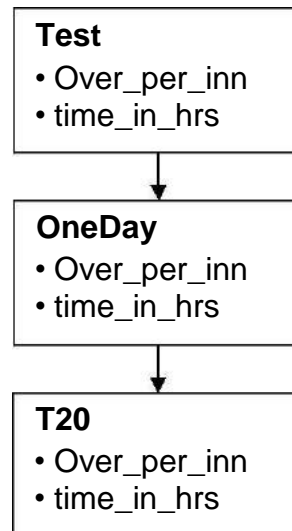 Test
• Over_per_inn
• time_in_hrs
OneDay
• Over_per_inn
• time_in_hrs
T20
• Over_per_inn
• time_in_hrs